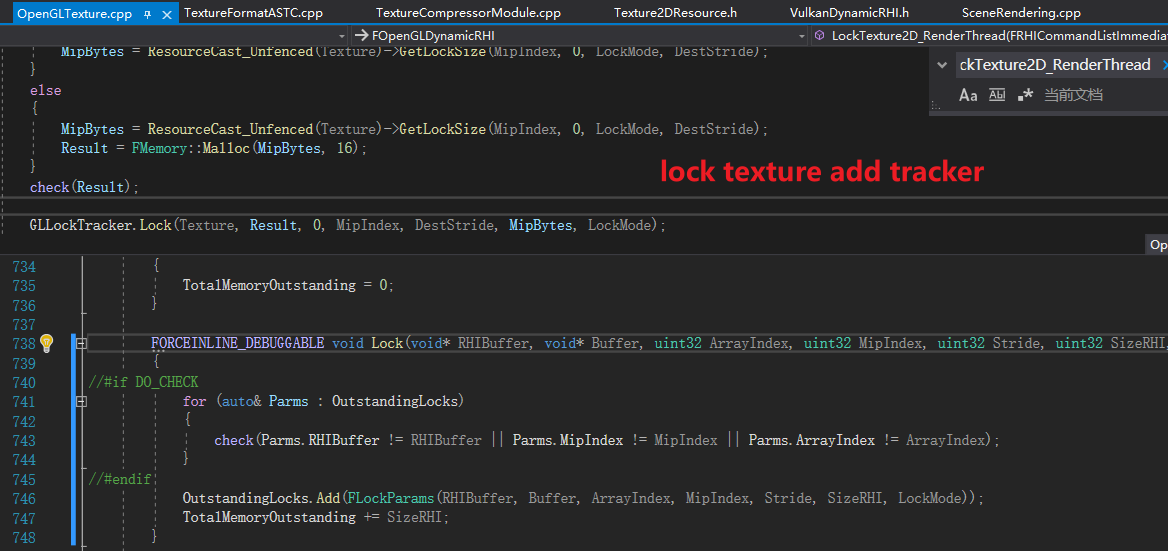 OpenGLTexture.cpp TextureFormatASTC.cpp TextureCompressorModule.cpp Texture2DResource.h VulkanDynamicRHI.h SceneRendering.cpp
FOpenGLDynamicRHI LockTexture2D_RenderThread(FRHICommandListImmediat
MipBytes = ResourceCast_Unfenced(Texture)->GetLockSize(MipIndex, 0, LockMode, DestStride);
ckTexture2D_RenderThread
}
else
Aa Abl .* 当前文档
{
MipBytes = ResourceCast_Unfenced(Texture)->GetLockSize(MipIndex, 0, LockMode, DestStride);
Result = FMemory::Malloc(MipBytes, 16);
}
lock texture add tracker
check(Result);
GLLockTracker.Lock(Texture, Result, 0, MipIndex, DestStride, MipBytes, LockMode);
Op
734 {
735 TotalMemoryOutstanding = 0;
736 }
737
738 FORCEINLINE_DEBUGGABLE void Lock(void* RHIBuffer, void* Buffer, uint32 ArrayIndex, uint32 MipIndex, uint32 Stride, uint32 SizeRHI,
739 {
740 //#if DO_CHECK
741 for (auto& Parms : OutstandingLocks)
742 {
743 check(Parms.RHIBuffer != RHIBuffer || Parms.MipIndex != MipIndex || Parms.ArrayIndex != ArrayIndex);
744 }
745 //#endif
746 OutstandingLocks.Add(FLockParams(RHIBuffer, Buffer, ArrayIndex, MipIndex, Stride, SizeRHI, LockMode));
747 TotalMemoryOutstanding += SizeRHI;
748 }